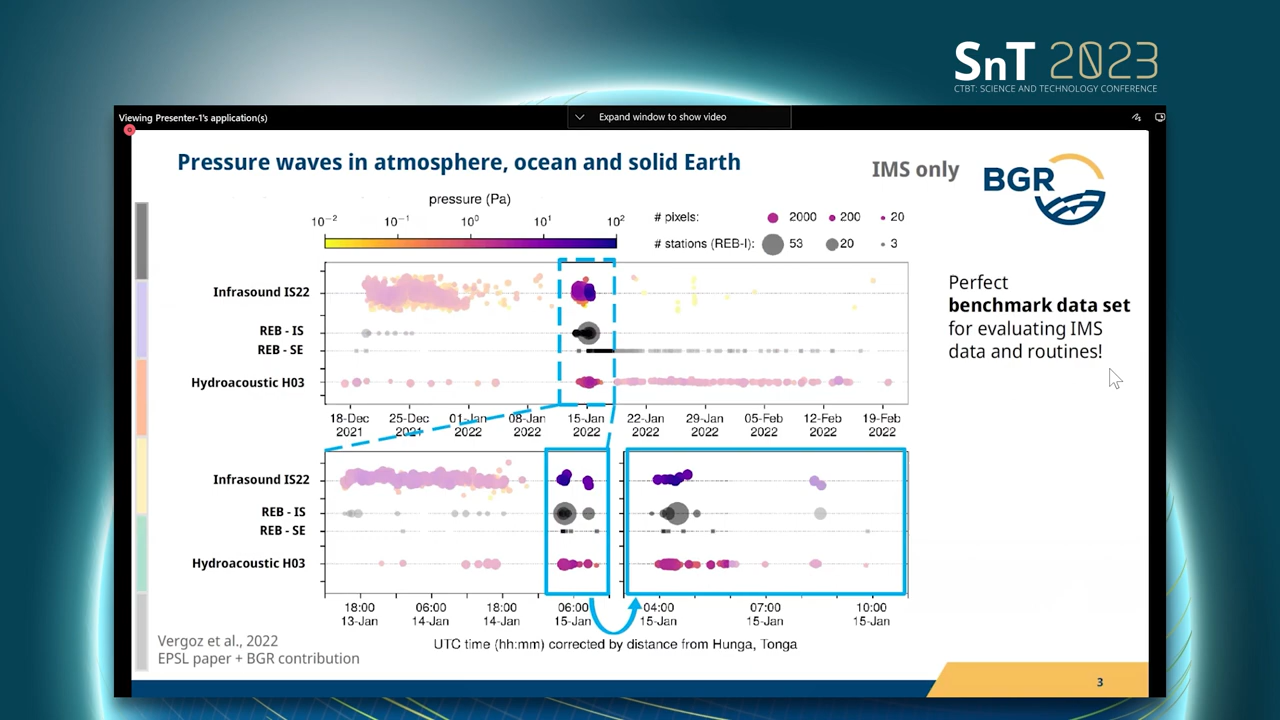 SnT 2023
CTBT: SCIENCE AND TECHNOLOGY CONFERENCE
Viewing Presenter-1's application(s)
Expand window to show video
Pressure waves in atmosphere, ocean and solid Earth
IMS only
BGR
pressure (Pa)
10⁻² 10⁻¹ 10⁰ 10¹ 10²
# pixels: 2000 200 20
# stations (REB-I): 53 20 3
Infrasound IS22
REB - IS
REB - SE
Hydroacoustic H03
18-Dec 25-Dec 01-Jan 08-Jan 15-Jan 22-Jan 29-Jan 05-Feb 12-Feb 19-Feb
2021 2021 2022 2022 2022 2022 2022 2022 2022 2022
Perfect
benchmark data set
for evaluating IMS
data and routines!
Infrasound IS22
REB - IS
REB - SE
Hydroacoustic H03
18:00 06:00 18:00 06:00 04:00 07:00 10:00
13-Jan 14-Jan 14-Jan 15-Jan 15-Jan 15-Jan 15-Jan
UTC time (hh:mm) corrected by distance from Hunga, Tonga
Vergoz et al., 2022
EPSL paper + BGR contribution
3